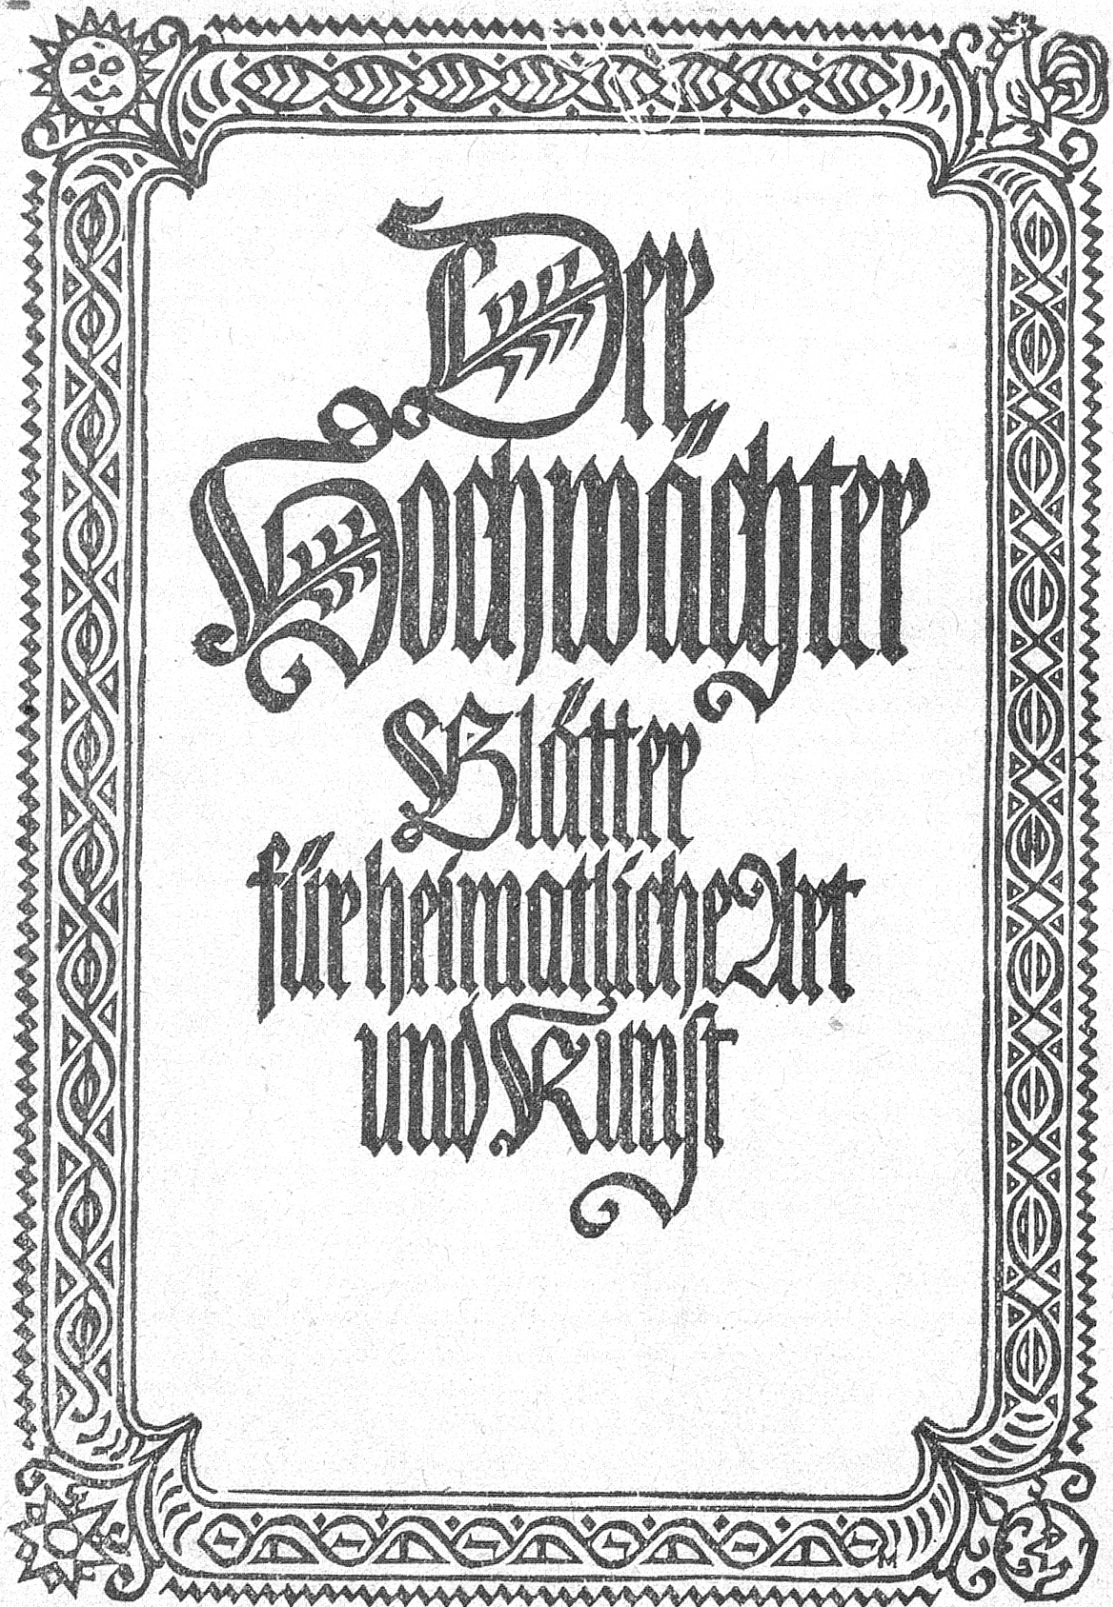 Der
Hochwächter
Blätter
für heimatliche Art
und Kunst
M